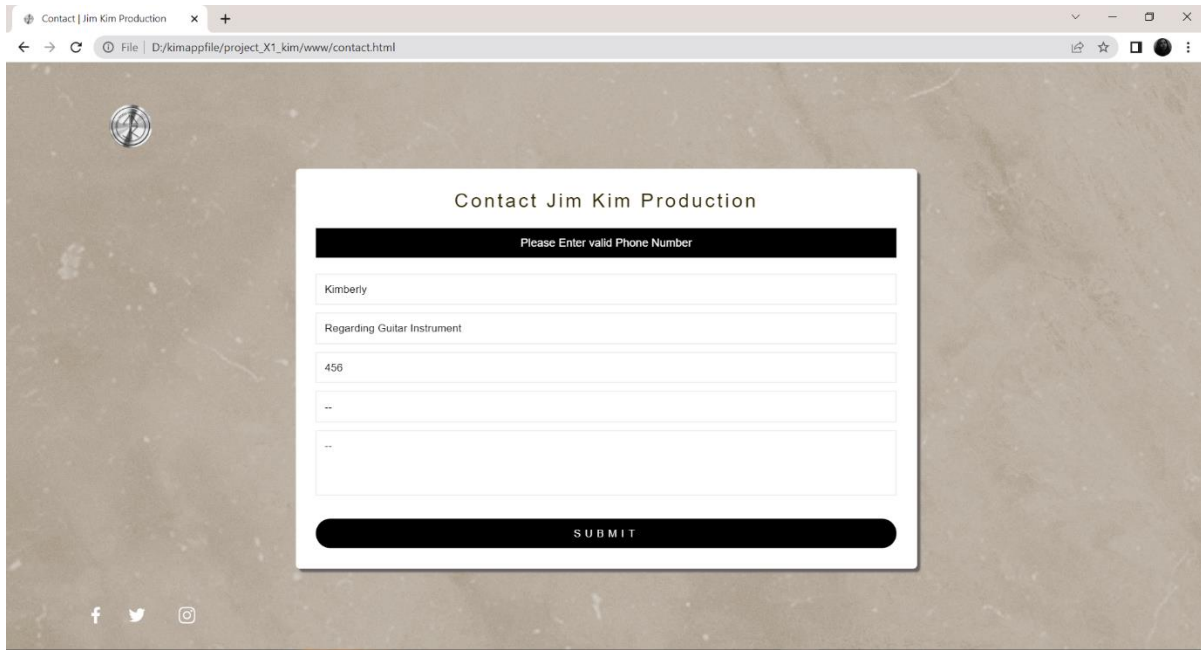 Contact | Jim Kim Production
File | D:/kimappfile/project_X1_kim/www/contact.html
Contact Jim Kim Production
Please Enter valid Phone Number
Kimberly
Regarding Guitar Instrument
456
--
--
SUBMIT